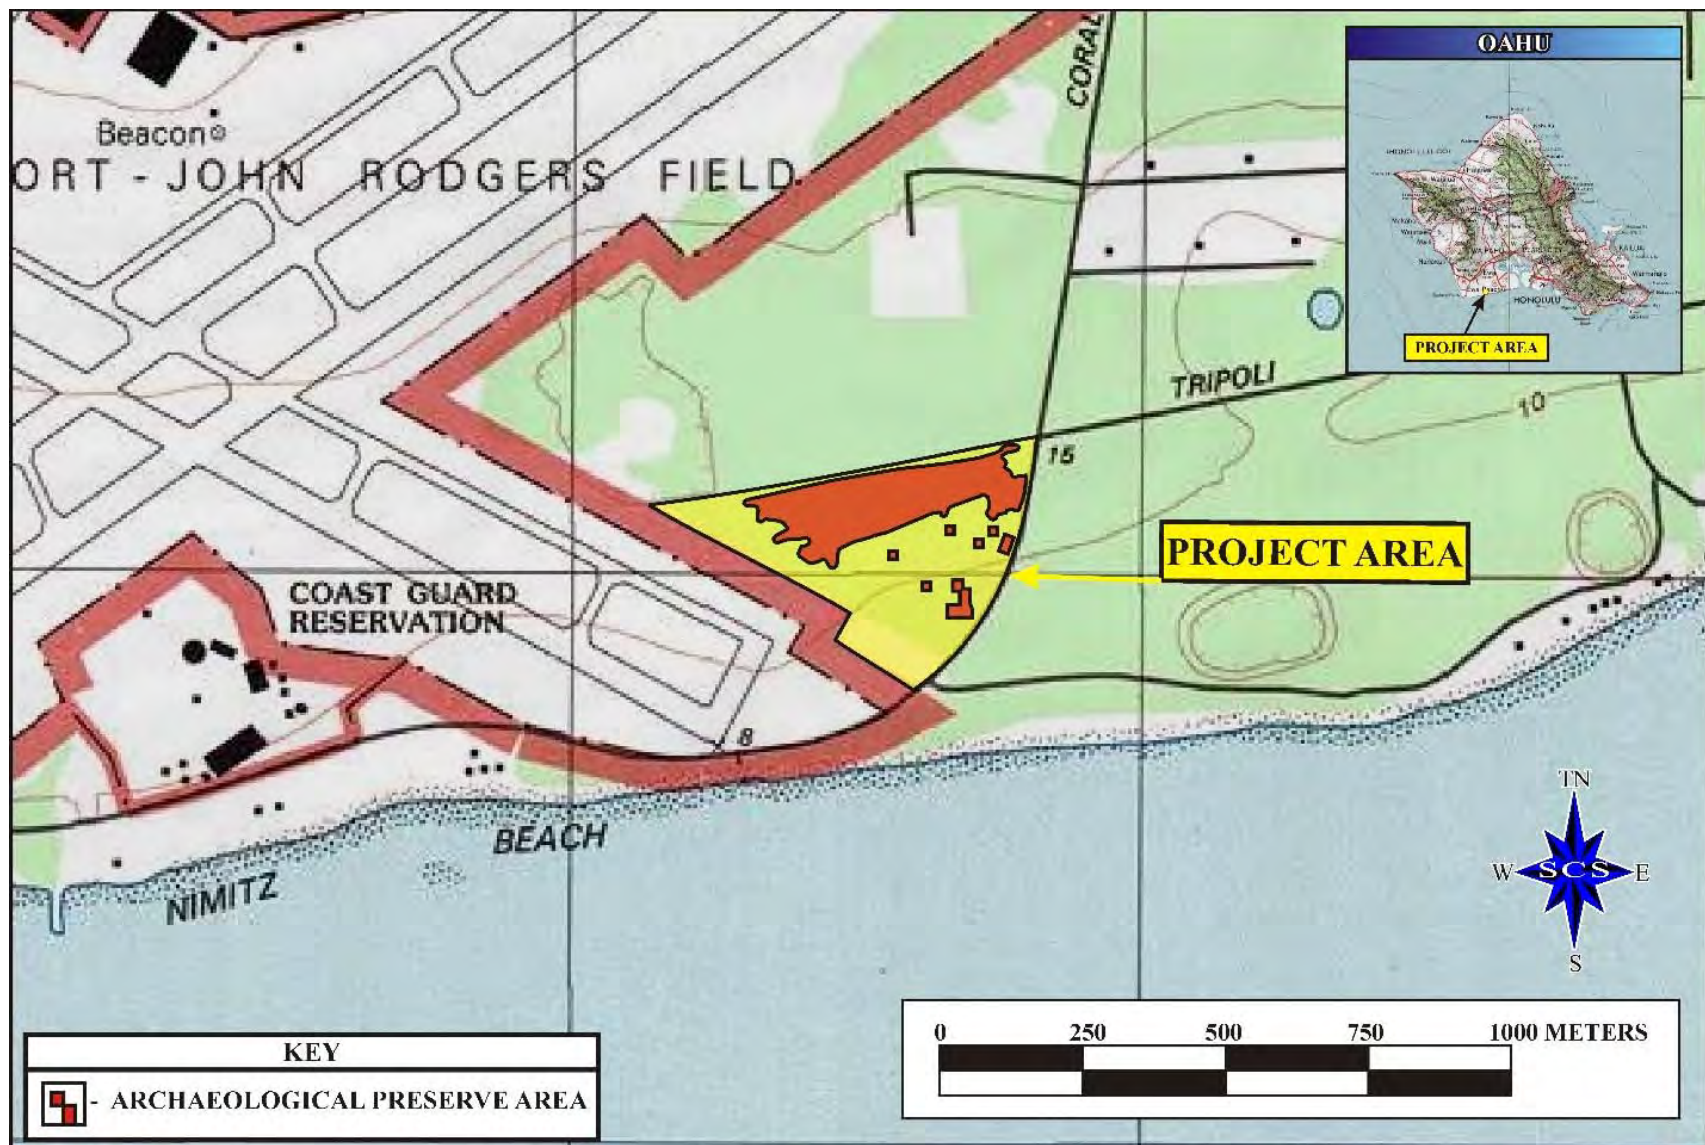 CORAL
OAHU
Beacon
ORT - JOHN RODGERS FIELD
HONOLULU
PROJECT AREA
TRIPOLI
10
15
PROJECT AREA
COAST GUARD
RESERVATION
8
BEACH
NIMITZ
TN
W SCS E
S
0 250 500 750 1000 METERS
KEY
- ARCHAEOLOGICAL PRESERVE AREA